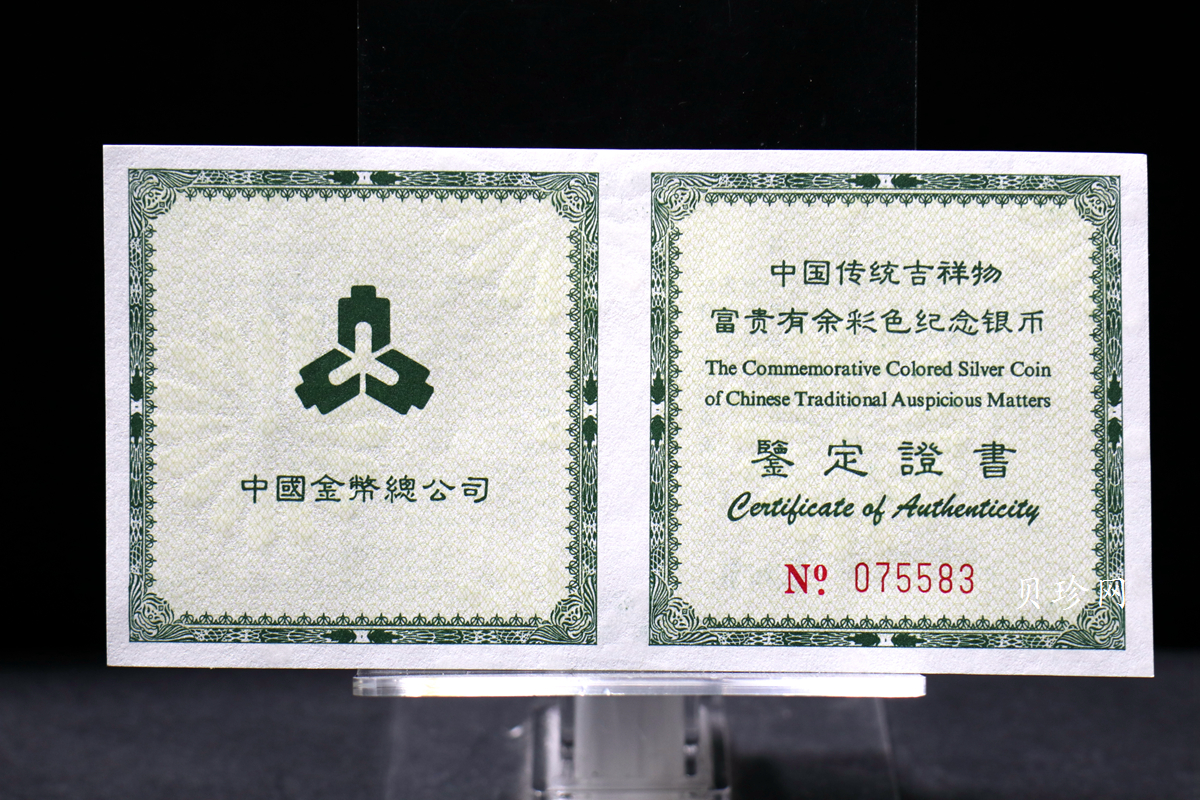 中國金幣總公司
中国传统吉祥物
富贵有余彩色纪念银币
The Commemorative Colored Silver Coin
of Chinese Traditional Auspicious Matters
鑒定證書
Certificate of Authenticity
Nº. 075583
贝珍网